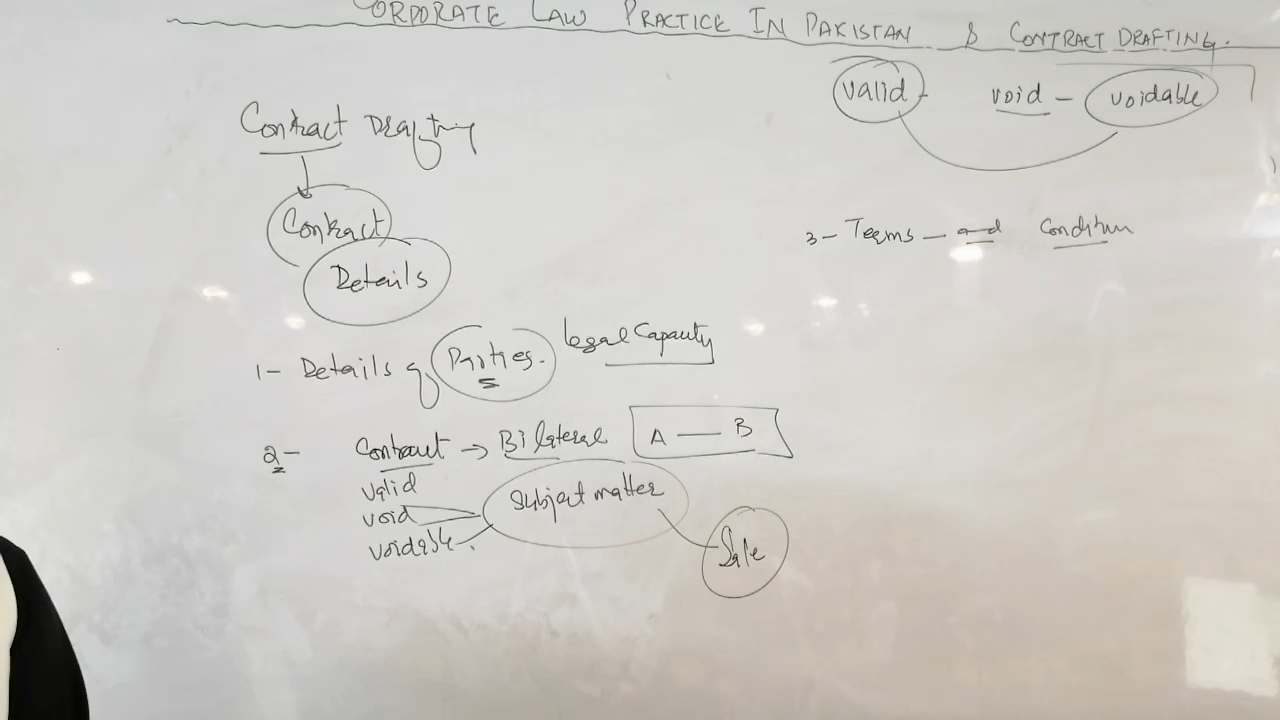 CORPORATE LAW PRACTICE IN PAKISTAN & CONTRACT DRAFTING.
valid - void - voidable
Contract Drafting
Contract
Details
3- Terms - and Condition
1- Details of Parties. legal Capacity
2- Contract → Bilateral A — B
valid
void
voidable.
Subject matter
Sale